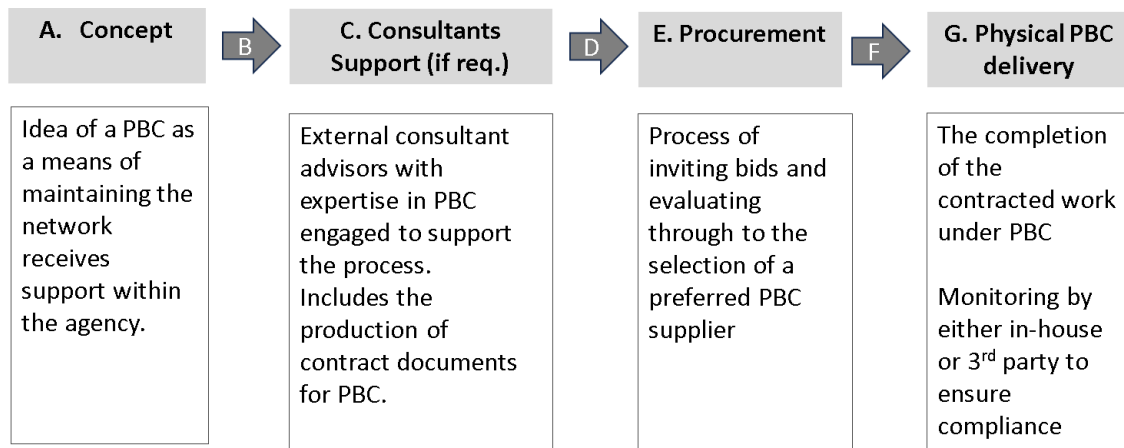 A. Concept
B
C. Consultants
Support (if req.)
D
E. Procurement
F
G. Physical PBC
delivery
Idea of a PBC as
a means of
maintaining the
network
receives
support within
the agency.
External consultant
advisors with
expertise in PBC
engaged to support
the process.
Includes the
production of
contract documents
for PBC.
Process of
inviting bids and
evaluating
through to the
selection of a
preferred PBC
supplier
The completion
of the
contracted work
under PBC
Monitoring by
either in-house
or 3rd party to
ensure
compliance